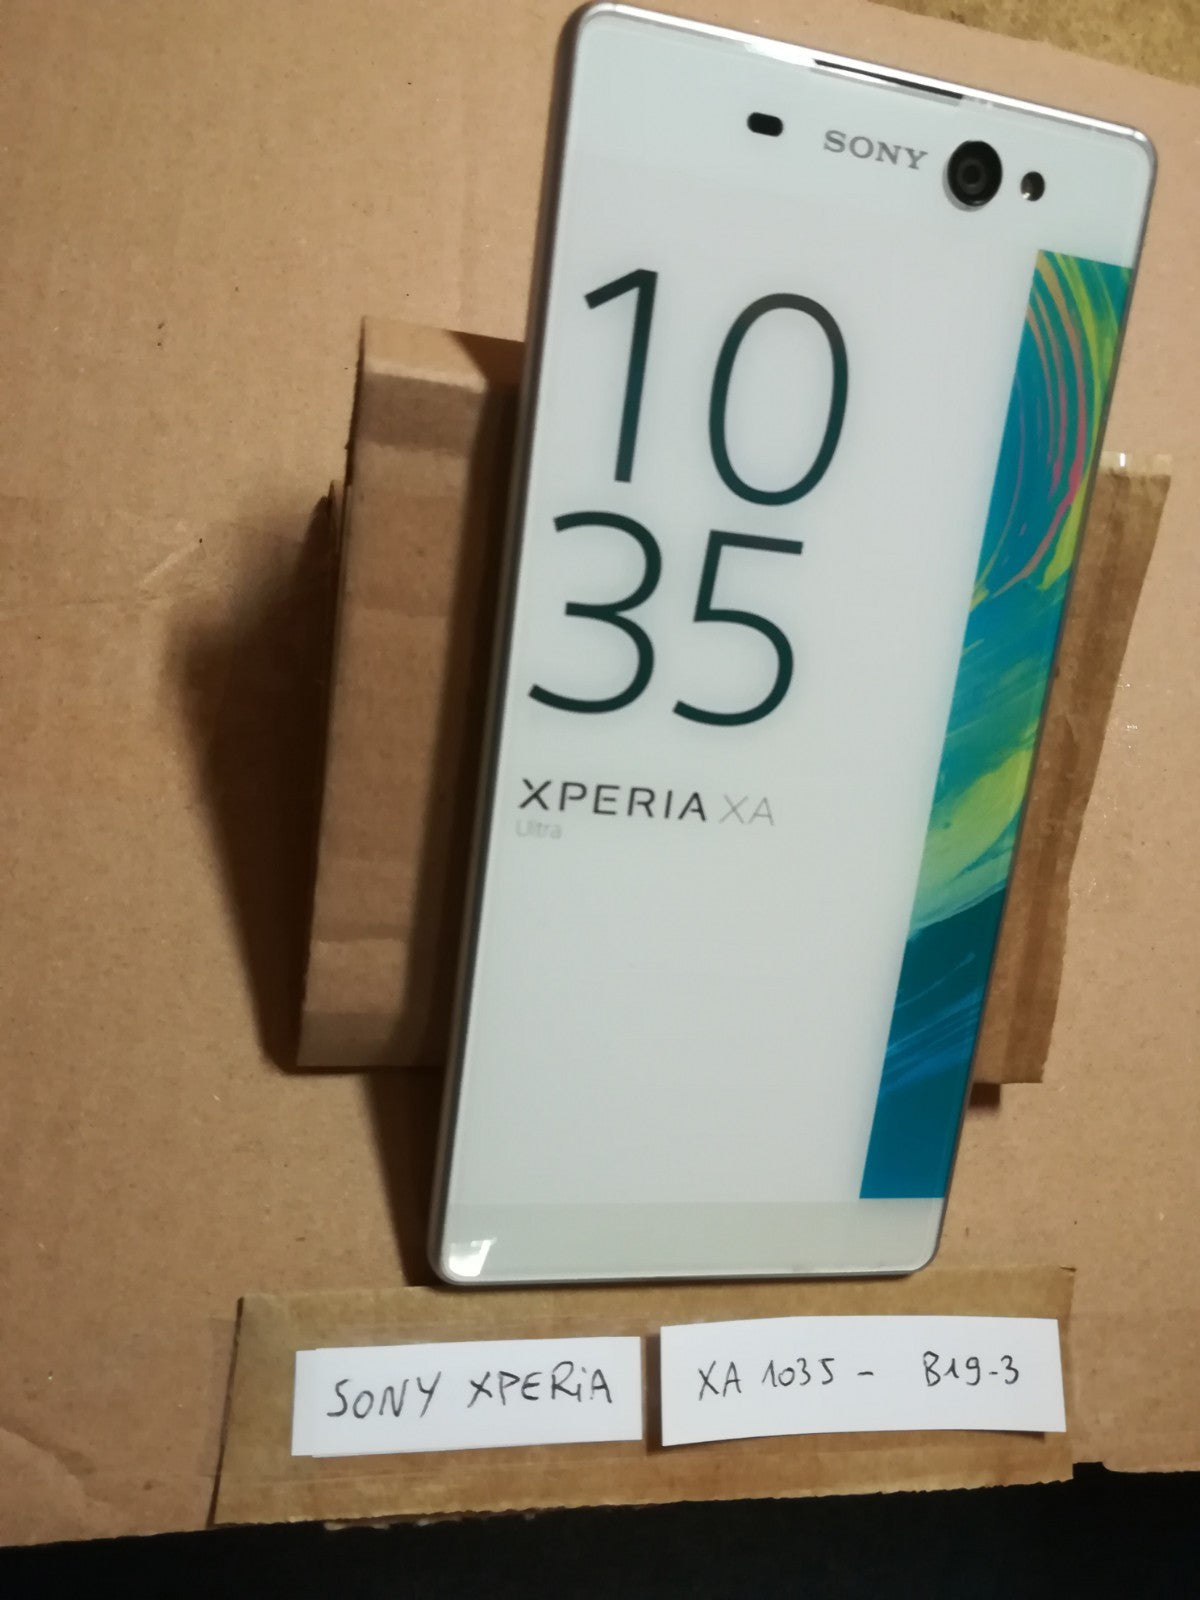 SONY
10
35
XPERIA XA
Ultra
SONY XPERiA
XA 1035 - B19-3